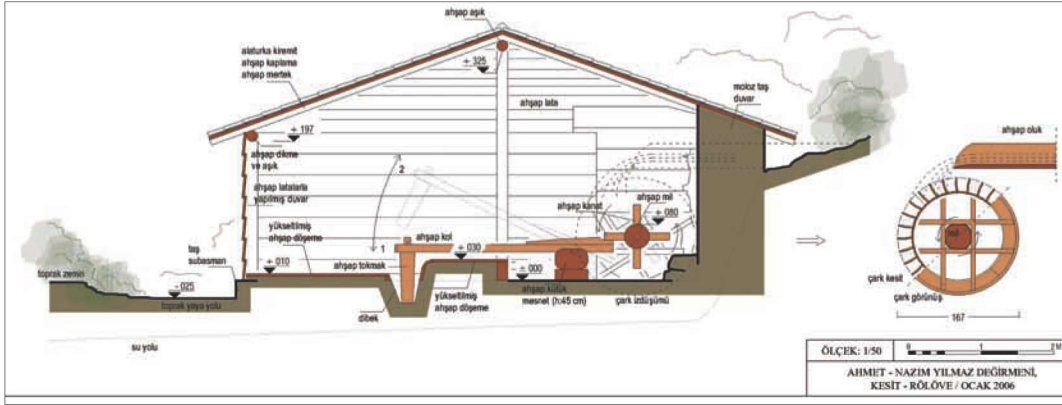 ahşap aşık
alaturka kiremit
ahşap kaplama
ahşap mertek
+ 325
moloz taş
duvar
ahşap lata
ahşap oluk
+ 197
ahşap dikme
ve aşık
2
ahşap latalarla
yapılmış duvar
ahşap kanat
ahşap mil
+ 080
yükseltilmiş
ahşap döşeme
taş
subasman
1
ahşap kol
+ 030
ahşap tokmak
+ 010
± 000
toprak zemin
- 025
toprak yaya yolu
dibek
yükseltilmiş
ahşap döşeme
ahşap kütük
mesnet (h:45 cm)
çark izdüşümü
su yolu
mil
çark kesit
çark görünüş
167
ÖLÇEK: 1/50
0 1 2 M
AHMET - NAZIM YILMAZ DEĞİRMENİ,
KESİT - RÖLÖVE / OCAK 2006